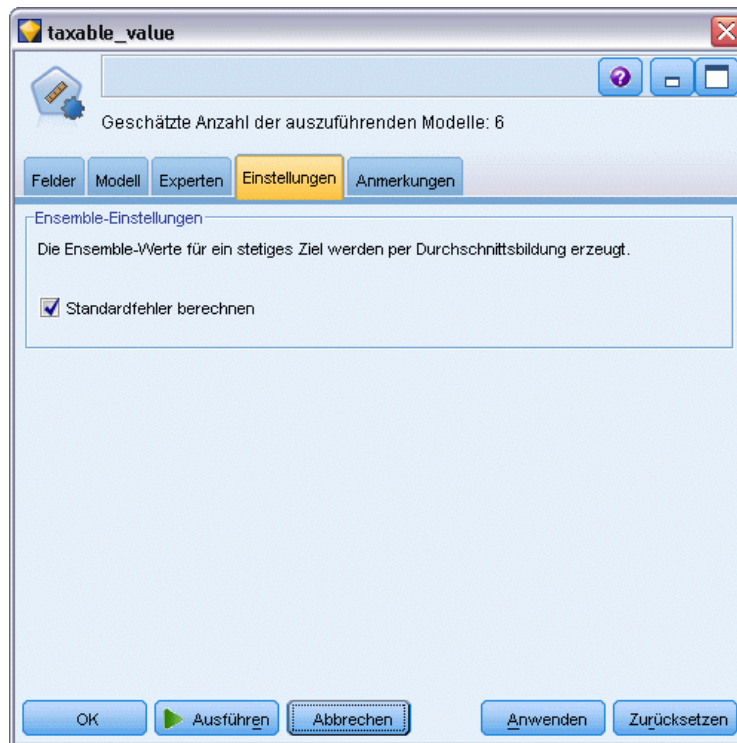 taxable_value
Geschätzte Anzahl der auszuführenden Modelle: 6
Felder Modell Experten Einstellungen Anmerkungen
Ensemble-Einstellungen
Die Ensemble-Werte für ein stetiges Ziel werden per Durchschnittsbildung erzeugt.
Standardfehler berechnen
OK Ausführen Abbrechen Anwenden Zurücksetzen